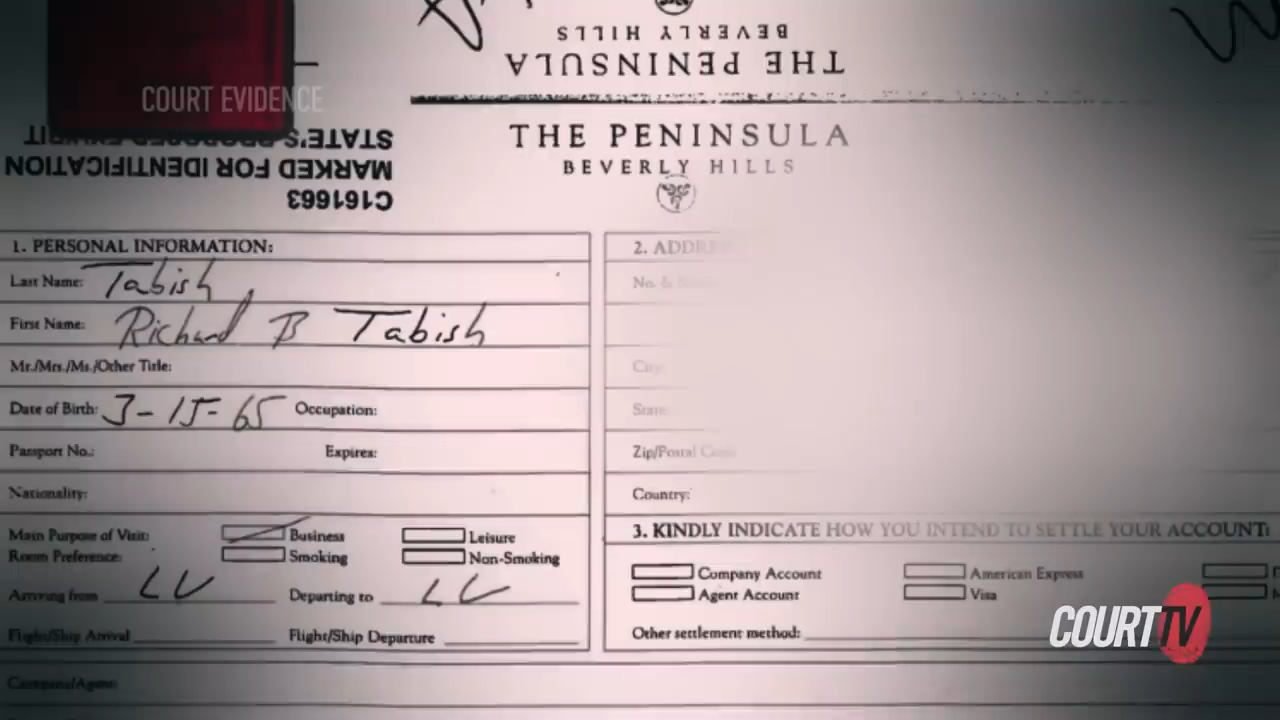 THE PENINSULA
BEVERLY HILLS
COURT EVIDENCE
STATE'S PROPOSED EXHIBIT
MARKED FOR IDENTIFICATION
C161663
THE PENINSULA
BEVERLY HILLS
1. PERSONAL INFORMATION:
Last Name: Tabish
First Name: Richard B Tabish
Mr./Mrs./Ms./Other Title:
Date of Birth: 3-15-65 Occupation:
Passport No.: Expires:
Nationality:
Main Purpose of Visit: Business Leisure
Room Preference: Smoking Non-Smoking
Arriving from LV Departing to LV
Flight/Ship Arrival Flight/Ship Departure
Company/Agent:
2. ADDRESS
No. &
City:
State:
Zip/Postal Code
Country:
3. KINDLY INDICATE HOW YOU INTEND TO SETTLE YOUR ACCOUNT:
Company Account American Express
Agent Account Visa
Other settlement method:
COURT TV